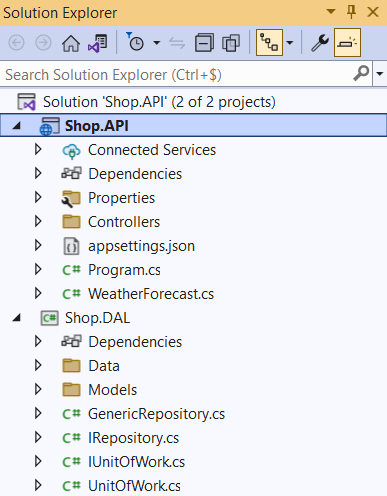 Solution Explorer
Search Solution Explorer (Ctrl+$)
Solution 'Shop.API' (2 of 2 projects)
Shop.API
Connected Services
Dependencies
Properties
Controllers
appsettings.json
Program.cs
WeatherForecast.cs
Shop.DAL
Dependencies
Data
Models
GenericRepository.cs
IRepository.cs
IUnitOfWork.cs
UnitOfWork.cs